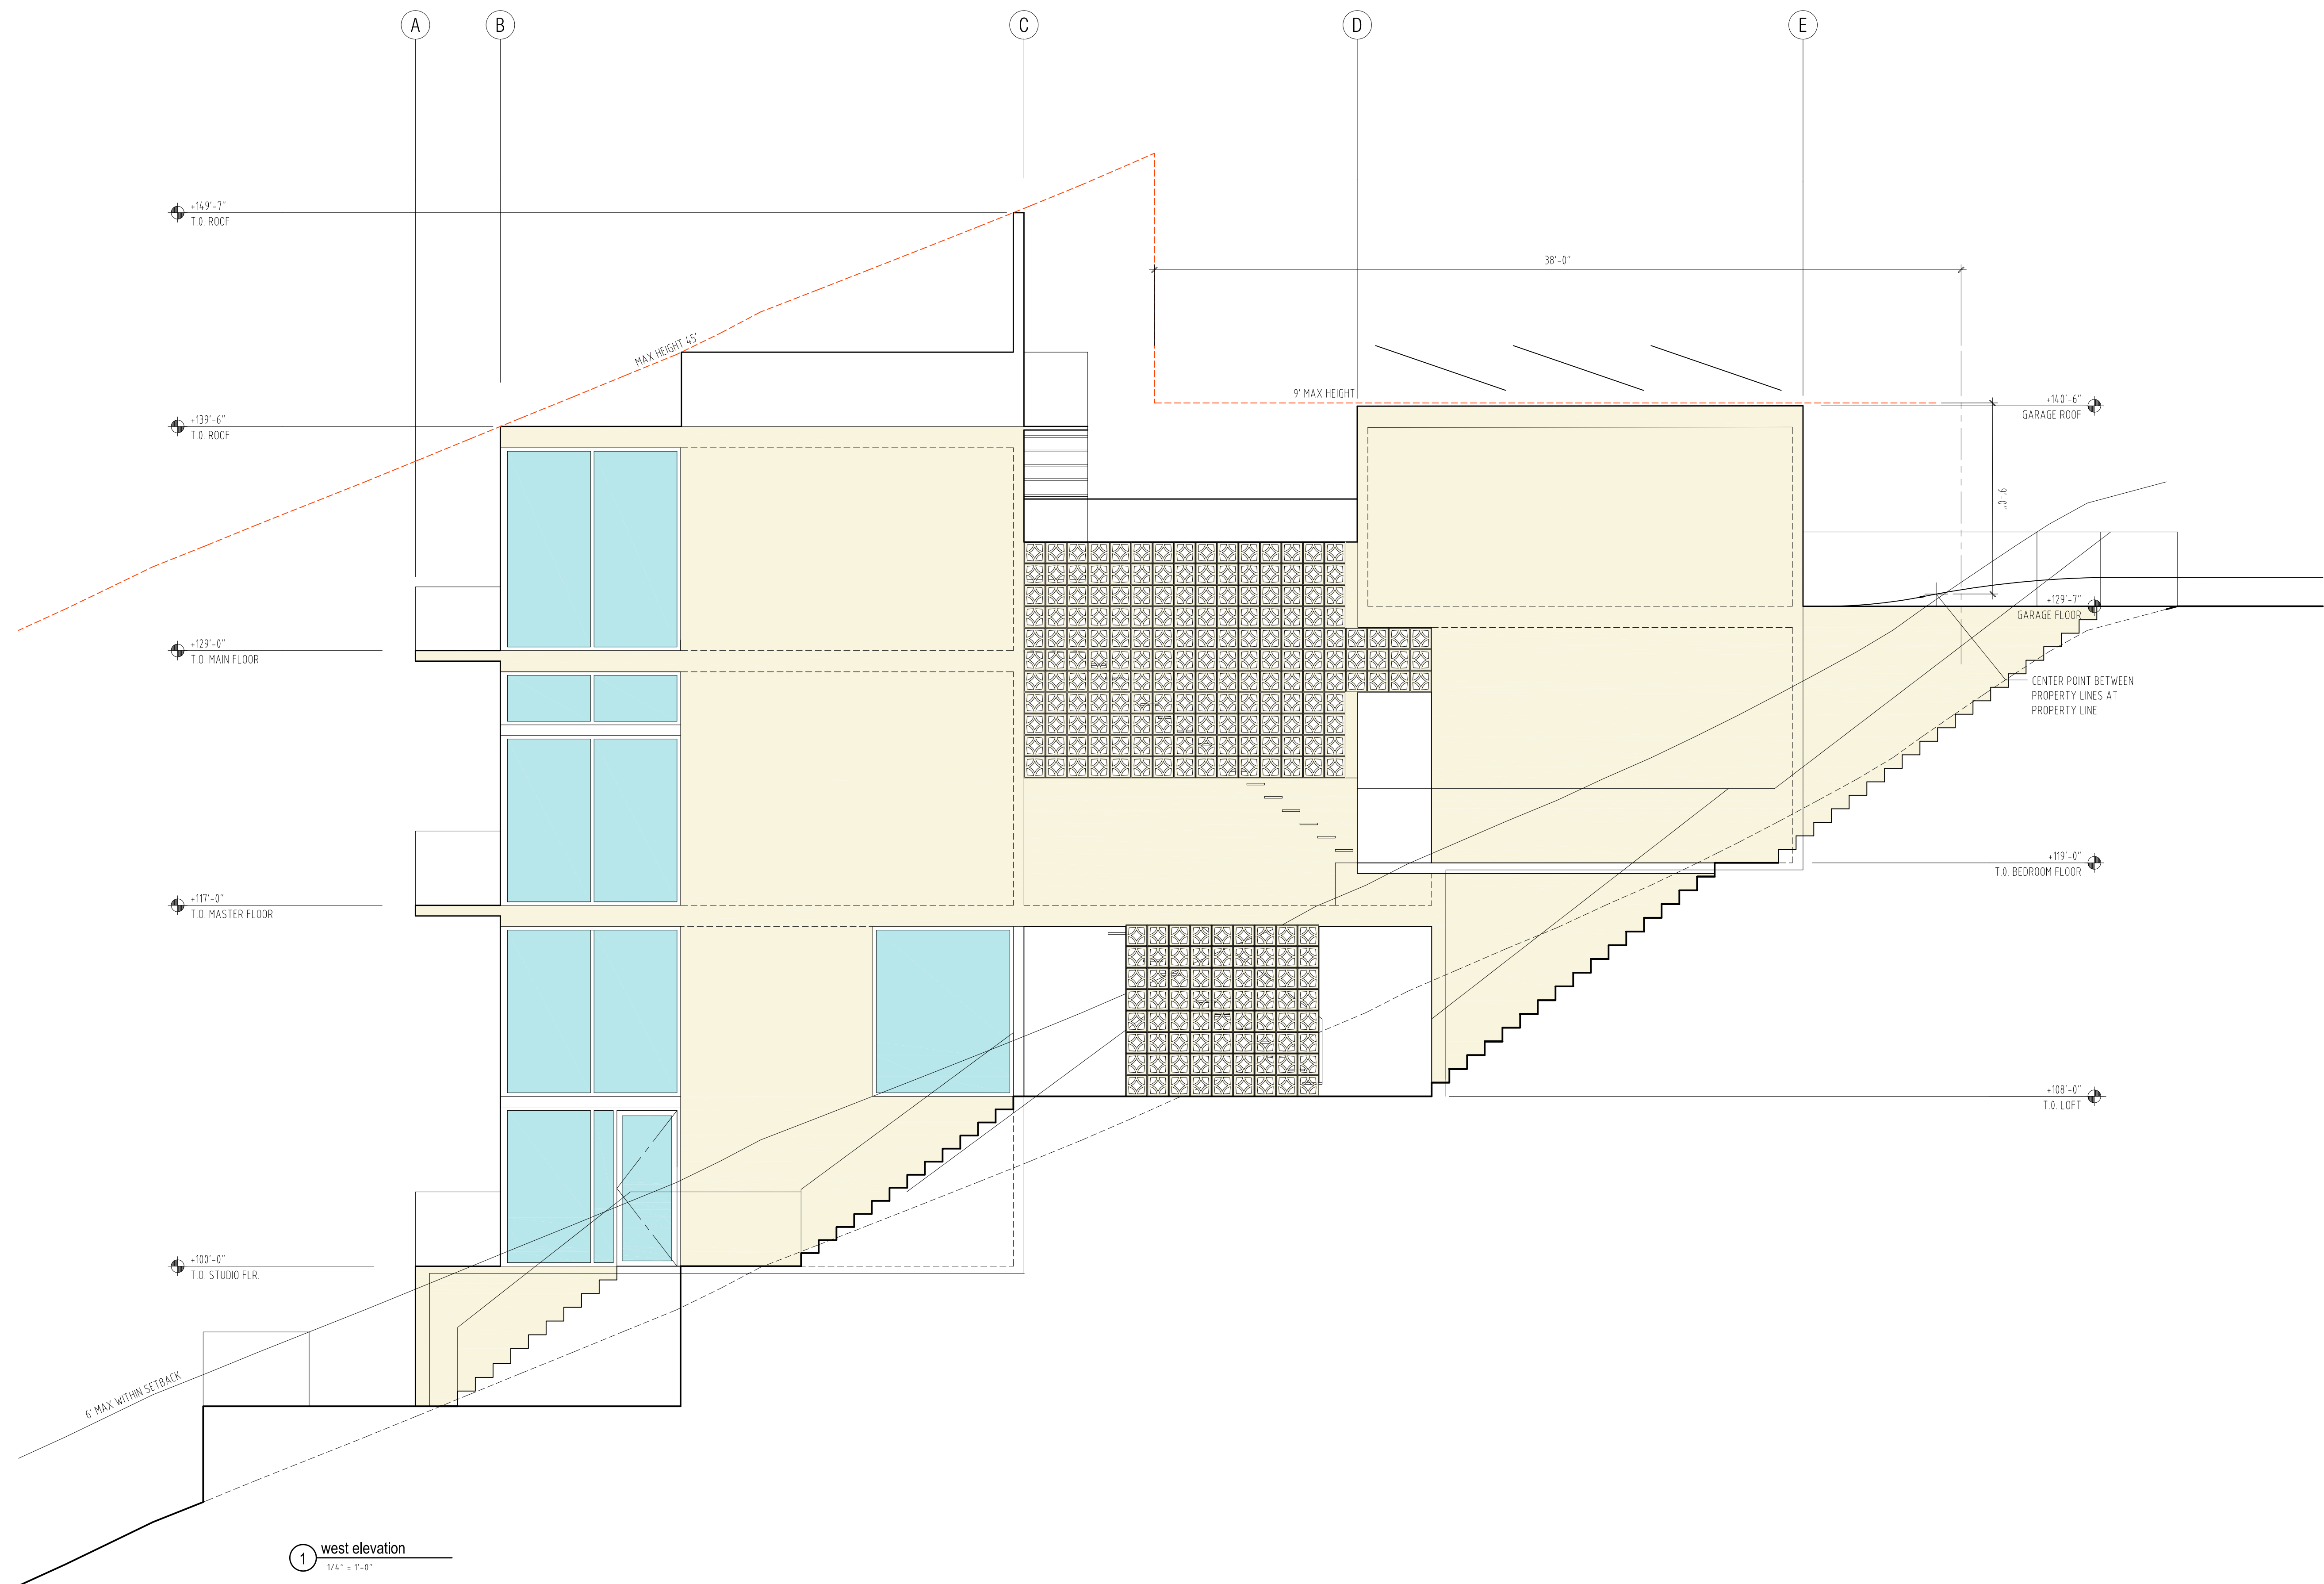 A
B
C
D
E
+149'-7"
T.O. ROOF
38'-0"
MAX HEIGHT 45'
9' MAX HEIGHT
+140'-6"
GARAGE ROOF
+139'-6"
T.O. ROOF
9'-0"
+129'-7"
GARAGE FLOOR
+129'-0"
T.O. MAIN FLOOR
CENTER POINT BETWEEN
PROPERTY LINES AT
PROPERTY LINE
+119'-0"
T.O. BEDROOM FLOOR
+117'-0"
T.O. MASTER FLOOR
+108'-0"
T.O. LOFT
+100'-0"
T.O. STUDIO FLR.
6' MAX WITHIN SETBACK
1
west elevation
1/4" = 1'-0"